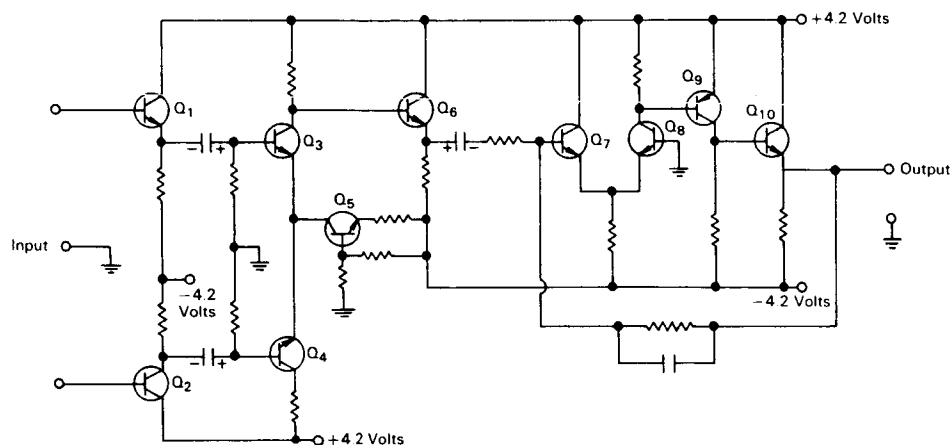 +4.2 Volts
Q1
Q3
Q6
Q7
Q8
Q9
Q10
Q5
Input
Output
−4.2
Volts
−4.2 Volts
Q4
Q2
+4.2 Volts
− +
+ −
− +